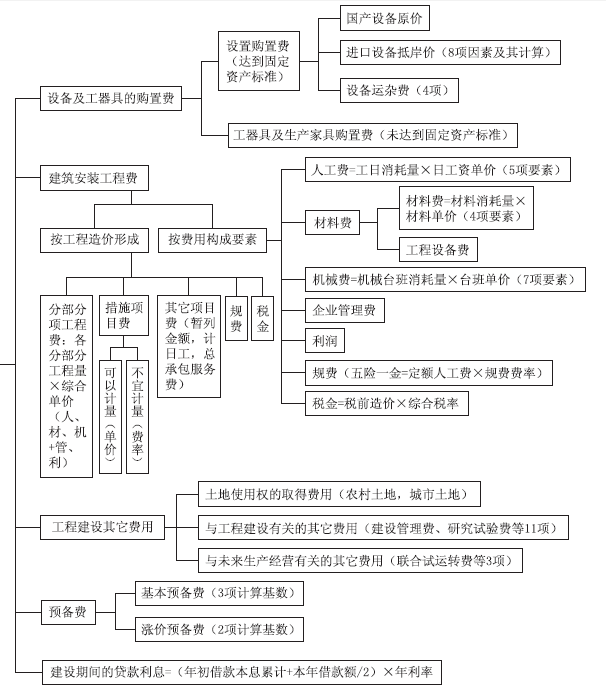 国产设备原价
设置购置费
（达到固定
资产标准）
进口设备抵岸价（8项因素及其计算）
设备运杂费（4项）
设备及工器具的购置费
工器具及生产家具购置费（未达到固定资产标准）
建筑安装工程费
人工费=工日消耗量×日工资单价（5项要素）
材料费=材料消耗量×
材料单价（4项要素）
材料费
工程设备费
按工程造价形成
按费用构成要素
机械费=机械台班消耗量×台班单价（7项要素）
企业管理费
利润
规费（五险一金=定额人工费×规费费率）
税金=税前造价×综合税率
分部分
项工程
费：各
分部分
工程量
×综合
单价
（人、
材、机
+管、
利）
措施项
目费
可以计量（单价）
不宜计量（费率）
其它项目
费（暂列
金额，计
日工，总
承包服务
费）
规费
税金
土地使用权的取得费用（农村土地，城市土地）
工程建设其它费用
与工程建设有关的其它费用（建设管理费、研究试验费等11项）
与未来生产经营有关的其它费用（联合试运转费等3项）
基本预备费（3项计算基数）
预备费
涨价预备费（2项计算基数）
建设期间的贷款利息=（年初借款本息累计+本年借款额/2）×年利率